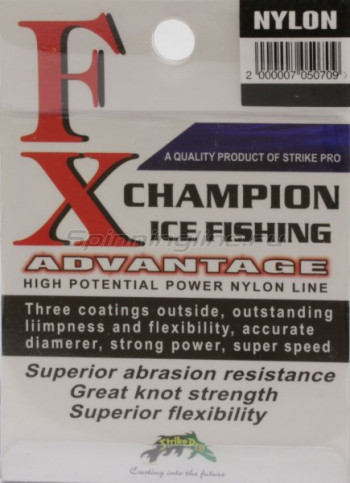 NYLON
2 000007 050709 >
FX
A QUALITY PRODUCT OF STRIKE PRO
CHAMPION
ICE FISHING
Spinningline.ru
ADVANTAGE
HIGH POTENTIAL POWER NYLON LINE
Three coatings outside, outstanding
liimpness and flexibility, accurate
diamerer, strong power, super speed
Superior abrasion resistance
Great knot strength
Superior flexibility
Strike Pro
Casting into the future